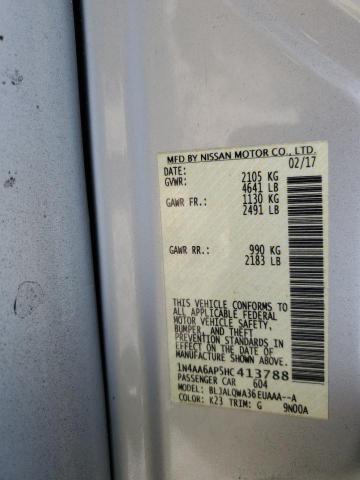 MFD BY NISSAN MOTOR CO., LTD.
DATE: 02/17
GVWR: 2105 KG
4641 LB
GAWR FR.: 1130 KG
2491 LB
GAWR RR.: 990 KG
2183 LB
THIS VEHICLE CONFORMS TO
ALL APPLICABLE FEDERAL
MOTOR VEHICLE SAFETY,
BUMPER, AND THEFT
PREVENTION STANDARDS IN
EFFECT ON THE DATE OF
MANUFACTURE SHOWN ABOVE.
1N4AA6AP5HC413788
PASSENGER CAR 604
MODEL: BLJALQWA36EUAAA--A
COLOR: K23 TRIM: G 9N00A